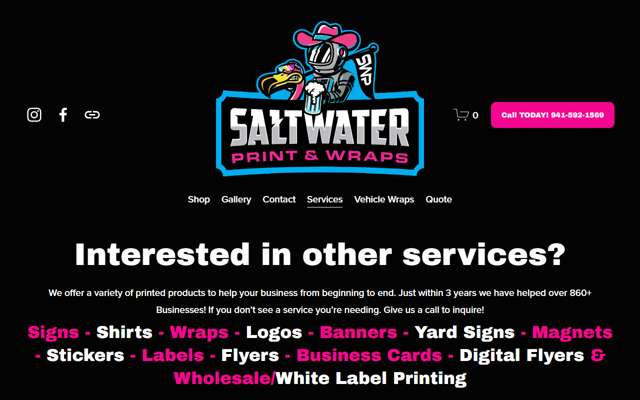 SNP
SALTWATER
PRINT & WRAPS
0
Call TODAY! 941-592-1569
Shop Gallery Contact Services Vehicle Wraps Quote
Interested in other services?
We offer a variety of printed products to help your business from beginning to end. Just within 3 years we have helped over 860+
Businesses! If you don't see a service you're needing. Give us a call to inquire!
Signs - Shirts - Wraps - Logos - Banners - Yard Signs - Magnets
- Stickers - Labels - Flyers - Business Cards - Digital Flyers &
Wholesale/White Label Printing